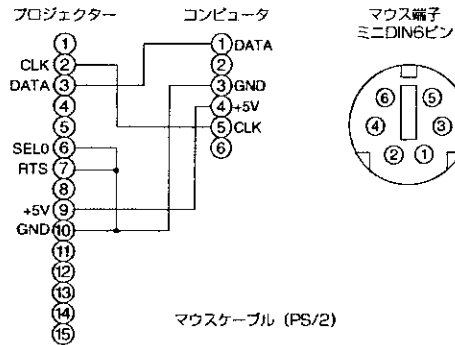 プロジェクター
①
CLK ②
DATA ③
④
⑤
SEL0 ⑥
RTS ⑦
⑧
+5V ⑨
GND ⑩
⑪
⑫
⑬
⑭
⑮
コンピュータ
① DATA
②
③ GND
④ +5V
⑤ CLK
⑥
マウス端子
ミニDIN6ピン
⑥ ⑤
④ ③
② ①
マウスケーブル (PS/2)